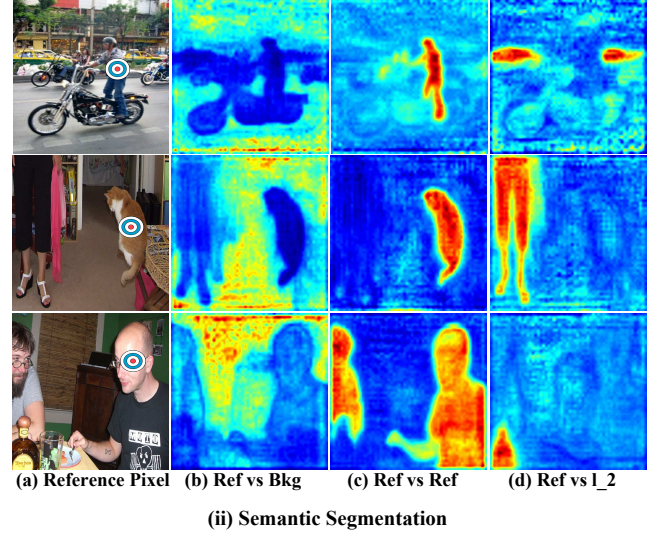 (a) Reference Pixel (b) Ref vs Bkg (c) Ref vs Ref (d) Ref vs l_2
(ii) Semantic Segmentation